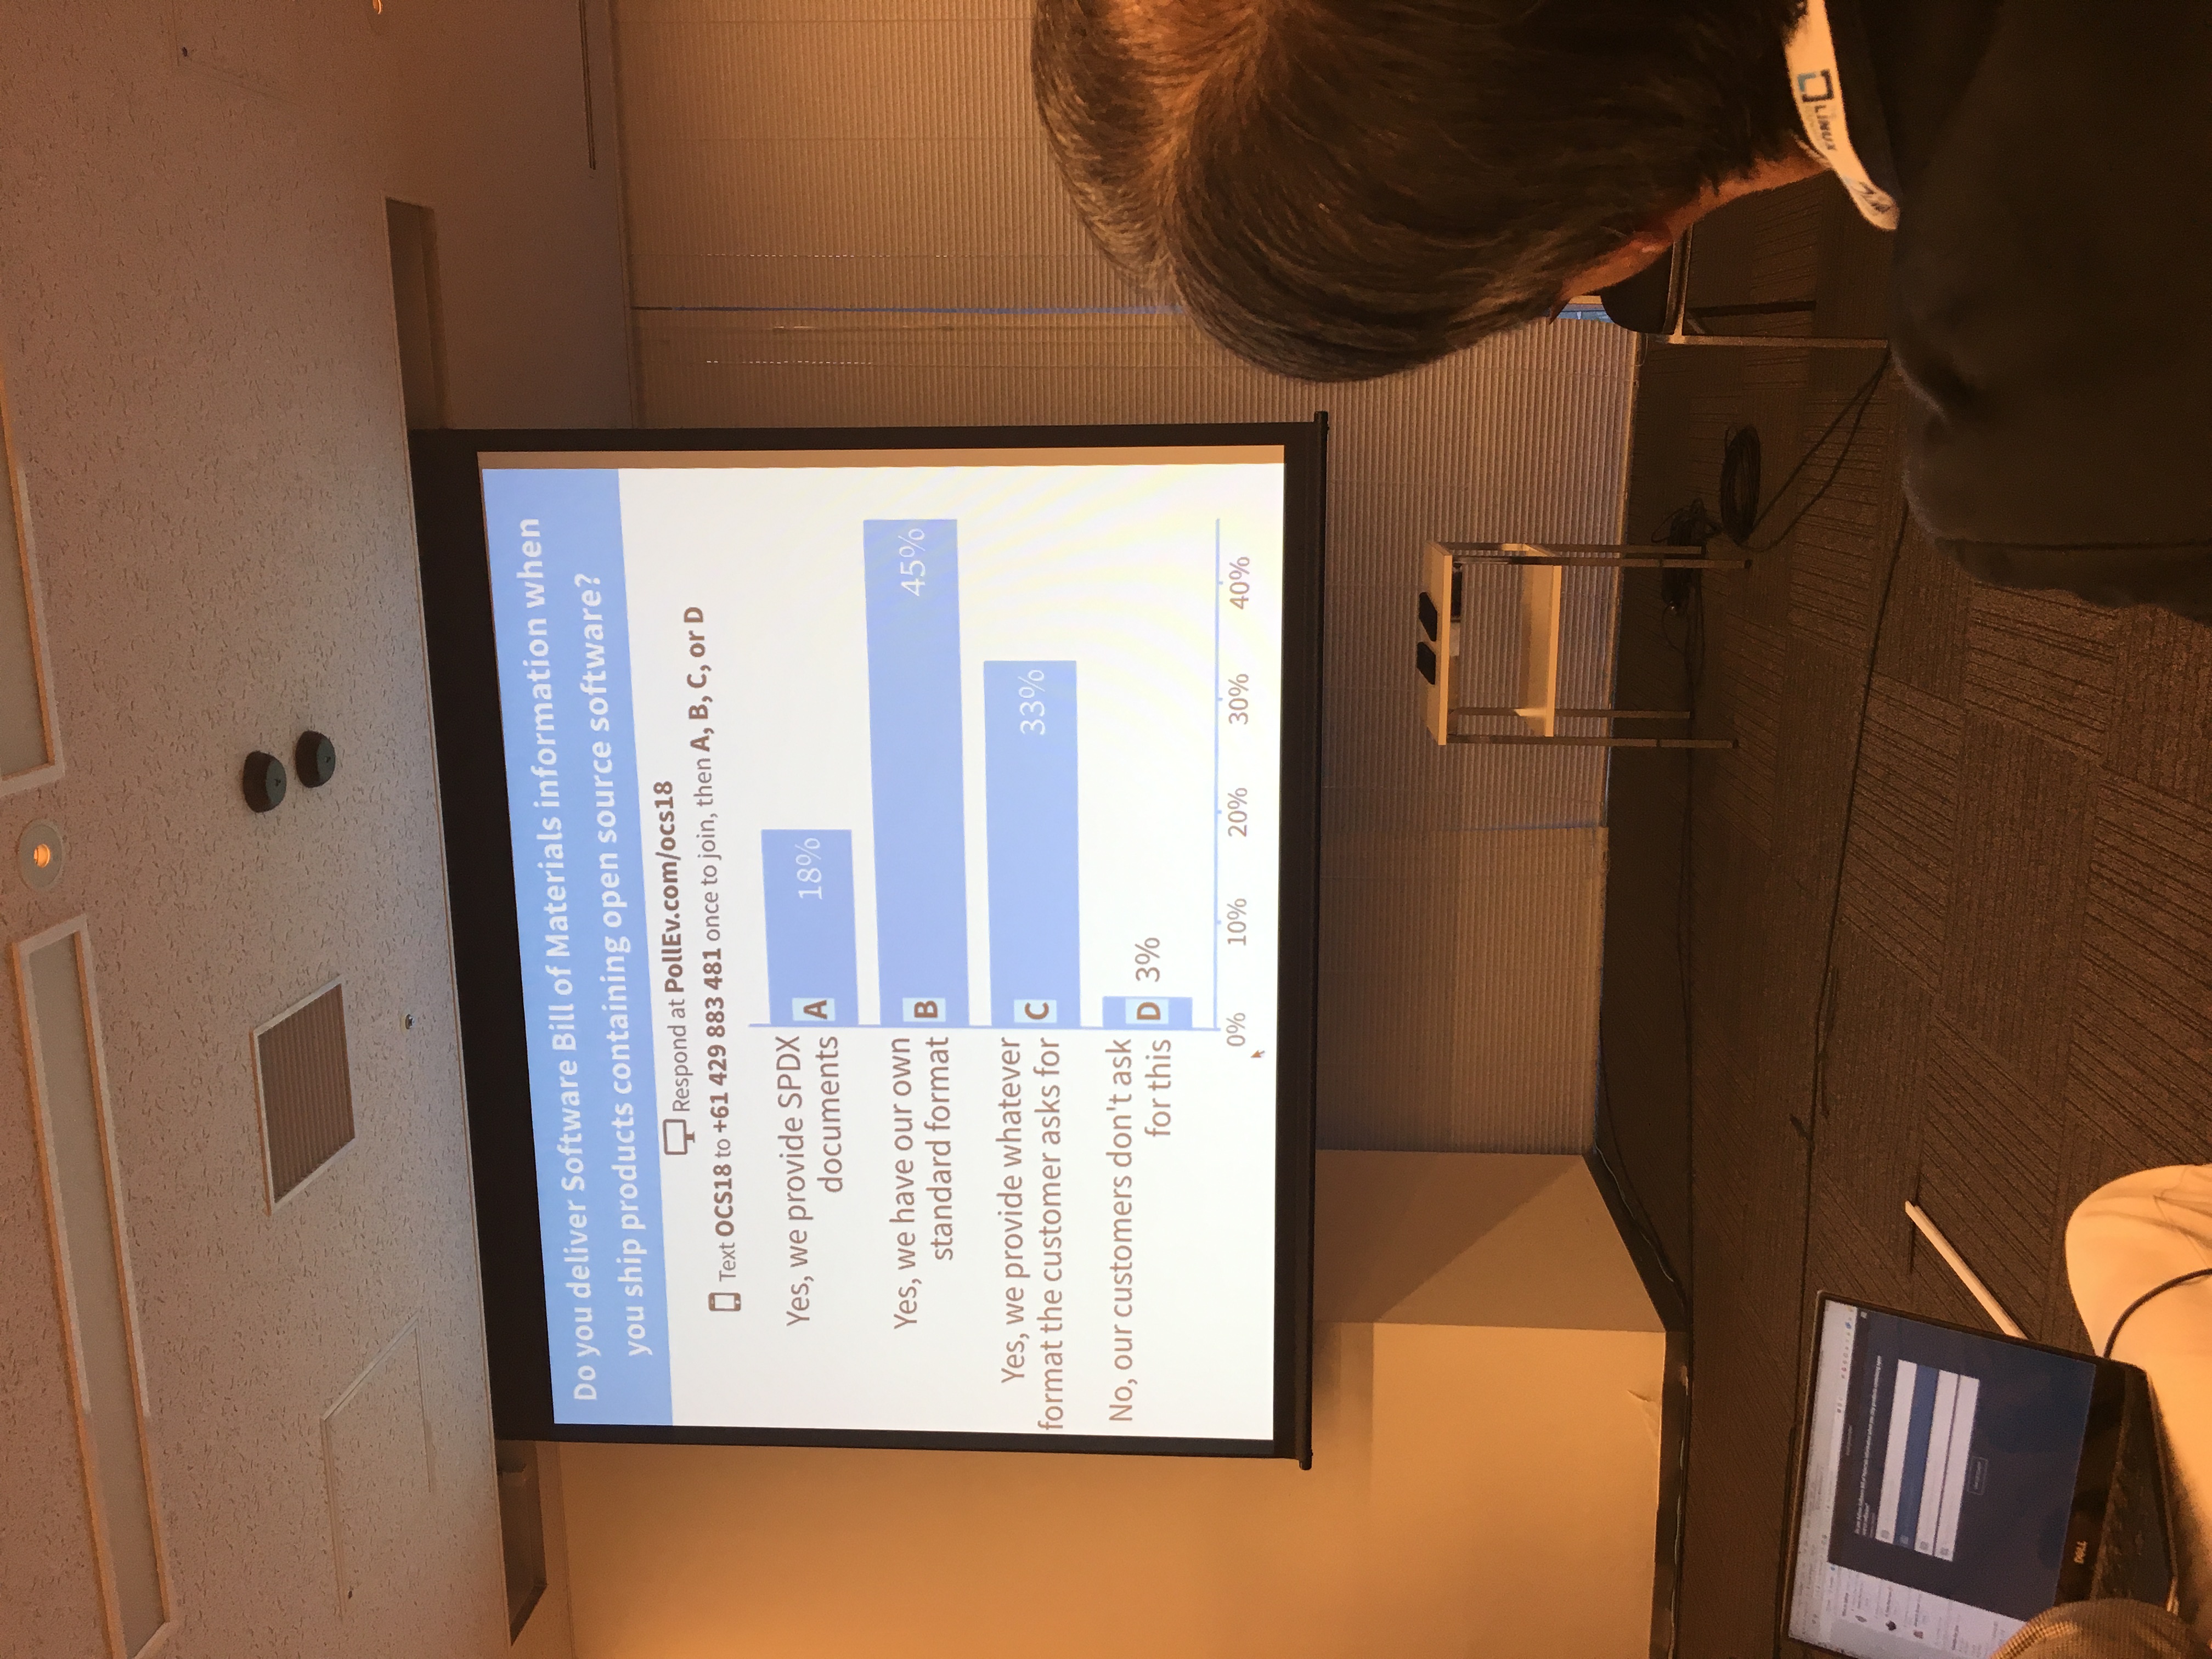 Do you deliver Software Bill of Materials information when
you ship products containing open source software?
Respond at PollEv.com/ocs18
Text OCS18 to +61 429 883 481 once to join, then A, B, C, or D
Yes, we provide SPDX
documents
A
18%
Yes, we have our own
standard format
B
45%
Yes, we provide whatever
format the customer asks for
C
33%
No, our customers don't ask
for this
D
3%
0% 10% 20% 30% 40%
LINUX
DELL